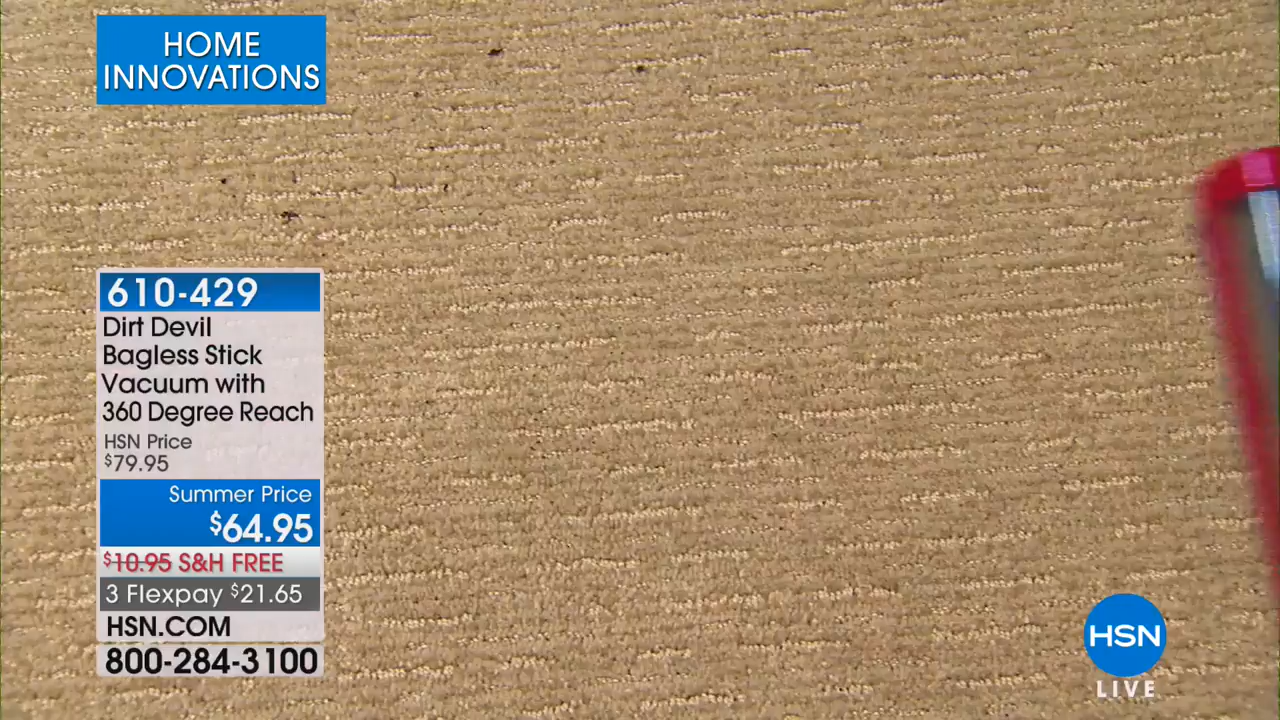 HOME
INNOVATIONS
610-429
Dirt Devil
Bagless Stick
Vacuum with
360 Degree Reach
HSN Price
$79.95
Summer Price
$64.95
$10.95 S&H FREE
3 Flexpay $21.65
HSN.COM
800-284-3100
HSN
LIVE